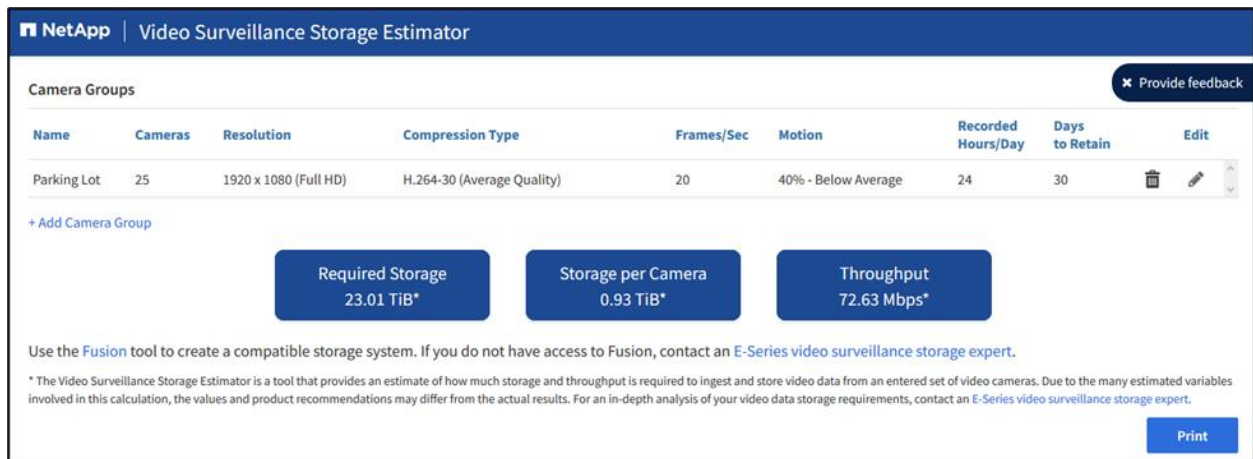 NetApp | Video Surveillance Storage Estimator
× Provide feedback
Camera Groups
Name Cameras Resolution Compression Type Frames/Sec Motion Recorded Hours/Day Days to Retain Edit
Parking Lot 25 1920 x 1080 (Full HD) H.264-30 (Average Quality) 20 40% - Below Average 24 30
+ Add Camera Group
Required Storage Storage per Camera Throughput
23.01 TiB* 0.93 TiB* 72.63 Mbps*
Use the Fusion tool to create a compatible storage system. If you do not have access to Fusion, contact an E-Series video surveillance storage expert.
* The Video Surveillance Storage Estimator is a tool that provides an estimate of how much storage and throughput is required to ingest and store video data from an entered set of video cameras. Due to the many estimated variables
involved in this calculation, the values and product recommendations may differ from the actual results. For an in-depth analysis of your video data storage requirements, contact an E-Series video surveillance storage expert.
Print